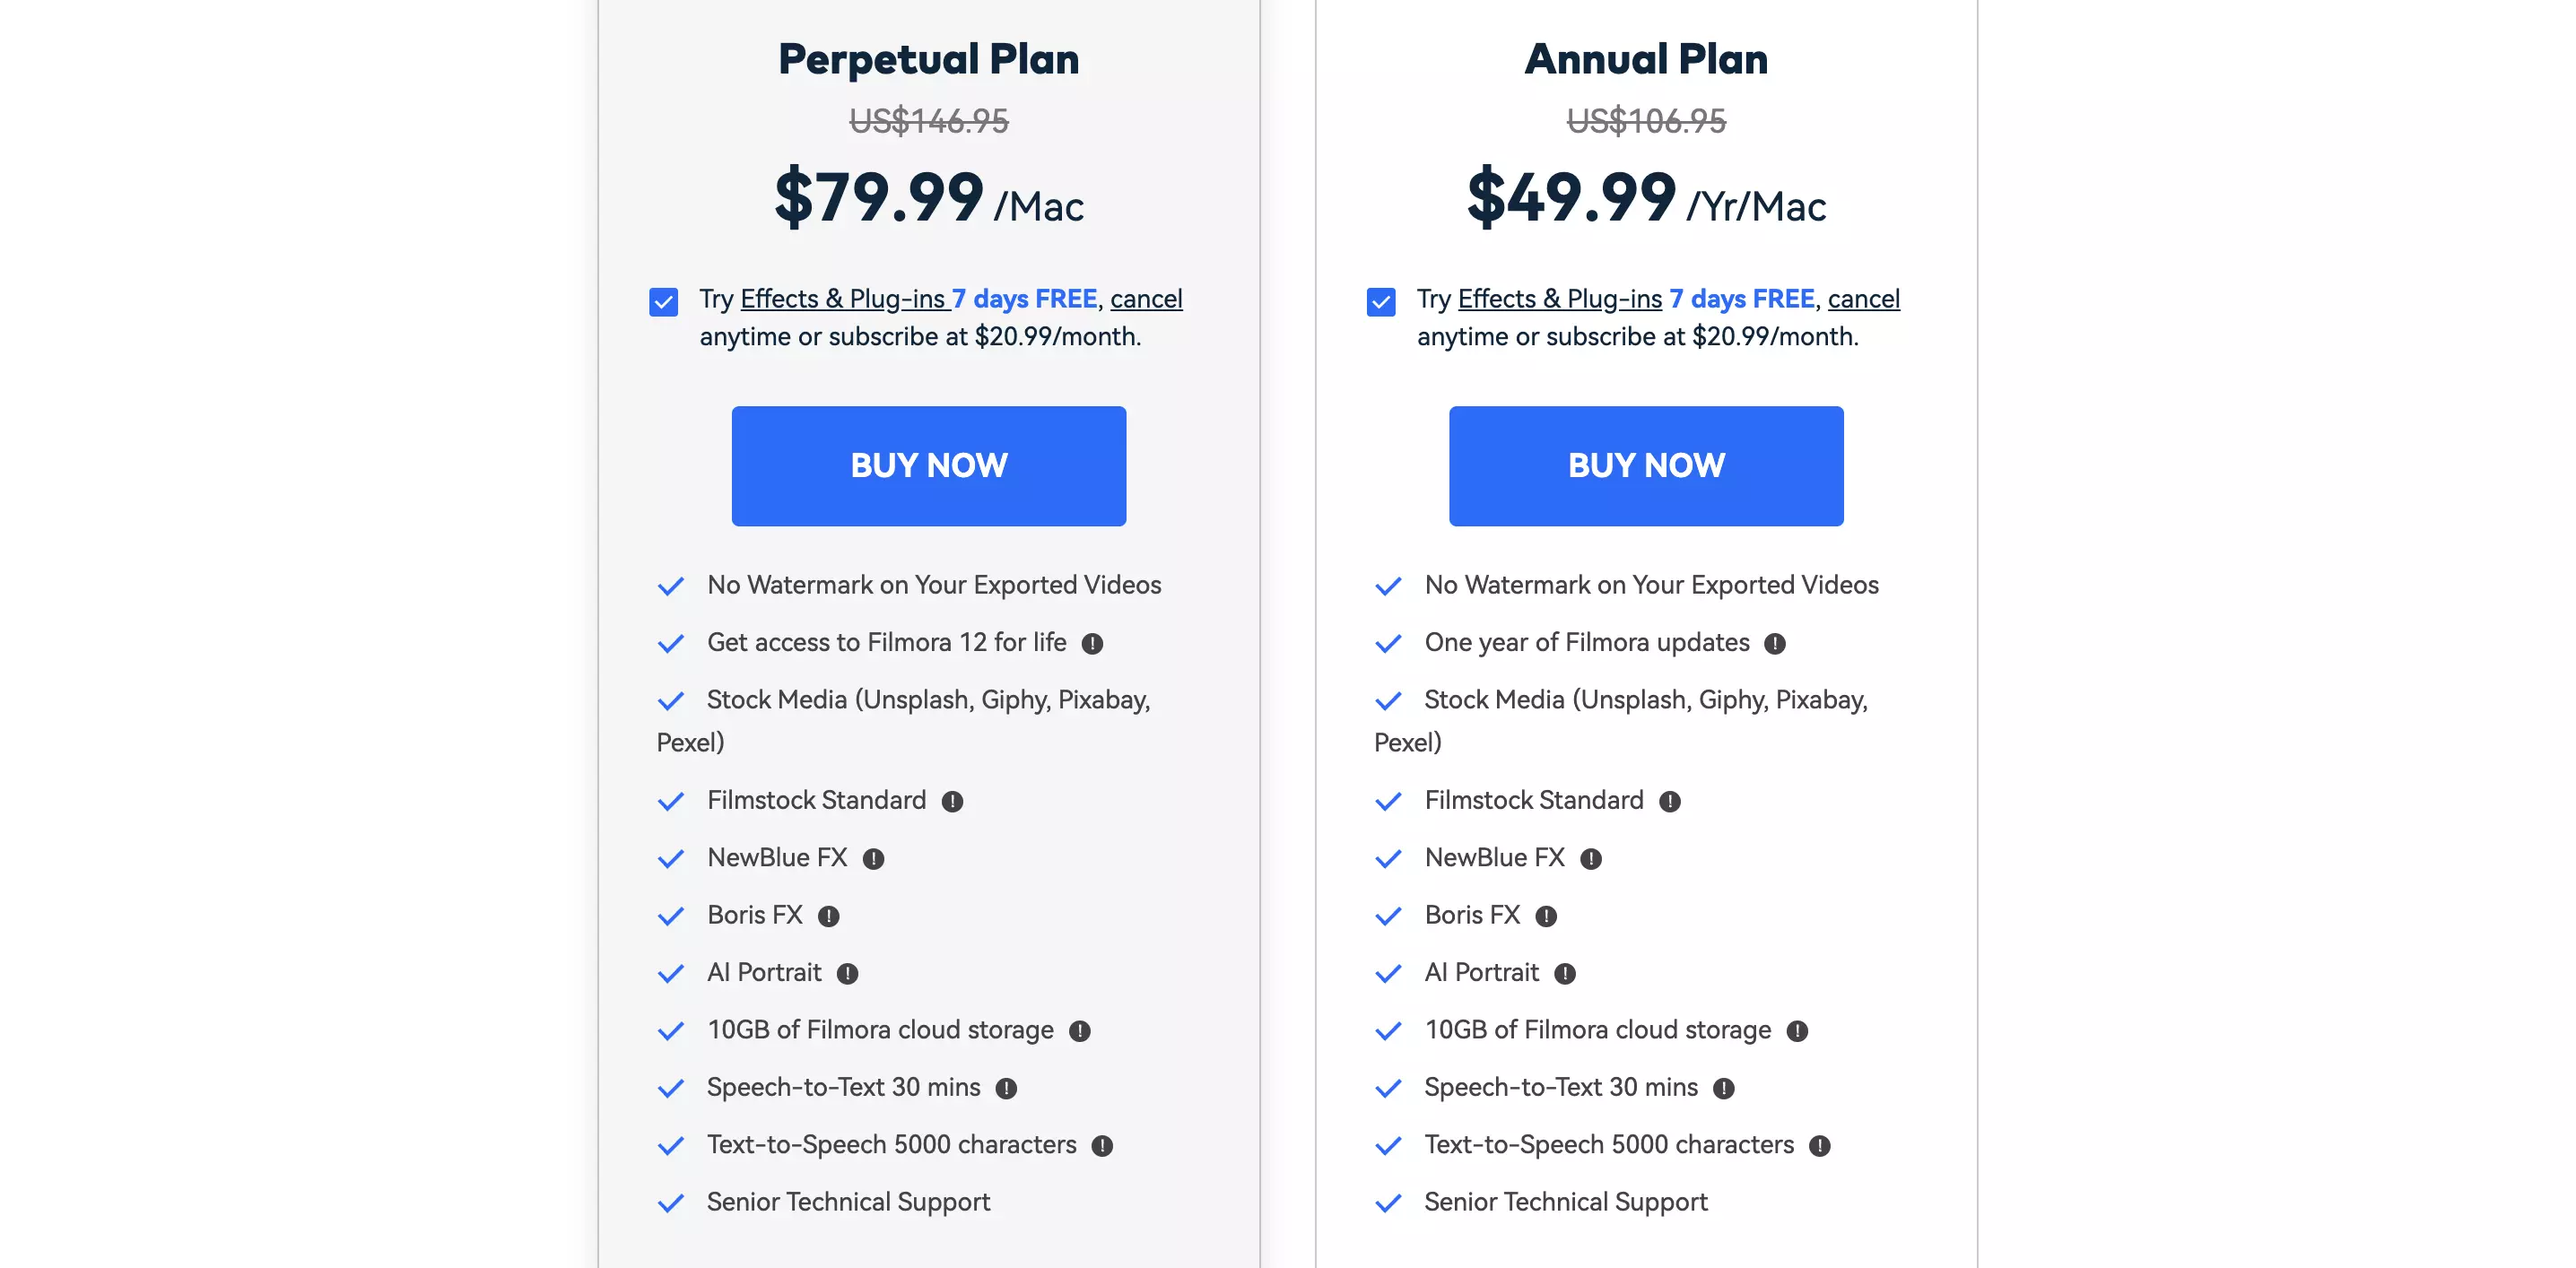 Perpetual Plan
US$146.95
$79.99 /Mac
Try Effects & Plug-ins 7 days FREE, cancel
anytime or subscribe at $20.99/month.
BUY NOW
No Watermark on Your Exported Videos
Get access to Filmora 12 for life
Stock Media (Unsplash, Giphy, Pixabay,
Pexel)
Filmstock Standard
NewBlue FX
Boris FX
AI Portrait
10GB of Filmora cloud storage
Speech-to-Text 30 mins
Text-to-Speech 5000 characters
Senior Technical Support
Annual Plan
US$106.95
$49.99 /Yr/Mac
Try Effects & Plug-ins 7 days FREE, cancel
anytime or subscribe at $20.99/month.
BUY NOW
No Watermark on Your Exported Videos
One year of Filmora updates
Stock Media (Unsplash, Giphy, Pixabay,
Pexel)
Filmstock Standard
NewBlue FX
Boris FX
AI Portrait
10GB of Filmora cloud storage
Speech-to-Text 30 mins
Text-to-Speech 5000 characters
Senior Technical Support